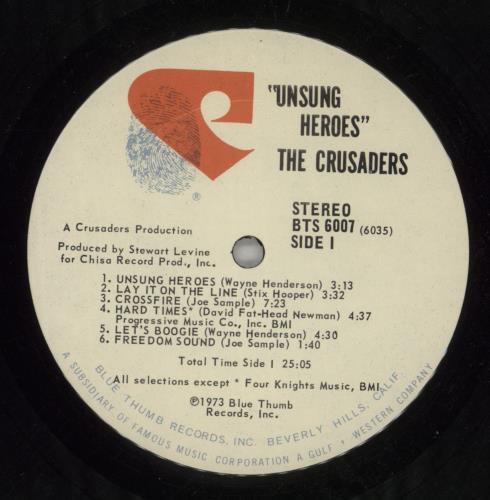 "UNSUNG
HEROES"
THE CRUSADERS
®
STEREO
BTS 6007 (6035)
SIDE I
A Crusaders Production
Produced by Stewart Levine
for Chisa Record Prod., Inc.
1. UNSUNG HEROES (Wayne Henderson) 3:13
2. LAY IT ON THE LINE (Stix Hooper) 3:32
3. CROSSFIRE (Joe Sample) 7:23
4. HARD TIMES* (David Fat-Head Newman) 4:37
Progressive Music Co., Inc. BMI
5. LET'S BOOGIE (Wayne Henderson) 4:30
6. FREEDOM SOUND (Joe Sample) 1:40
Total Time Side I 25:05
All selections except * Four Knights Music, BMI
℗1973 Blue Thumb
Records, Inc.
BLUE THUMB RECORDS, INC. BEVERLY HILLS, CALIF.
A SUBSIDIARY OF FAMOUS MUSIC CORPORATION A GULF + WESTERN COMPANY